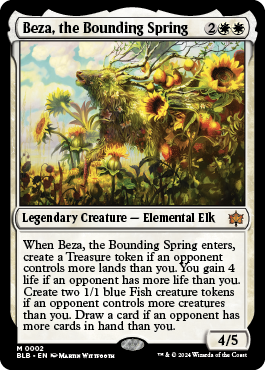 Beza, the Bounding Spring 2
Legendary Creature — Elemental Elk
When Beza, the Bounding Spring enters,
create a Treasure token if an opponent
controls more lands than you. You gain 4
life if an opponent has more life than you.
Create two 1/1 blue Fish creature tokens
if an opponent controls more creatures
than you. Draw a card if an opponent has
more cards in hand than you.
4/5
M 0002
BLB • EN Martin Wittfooth
™ & © 2024 Wizards of the Coast